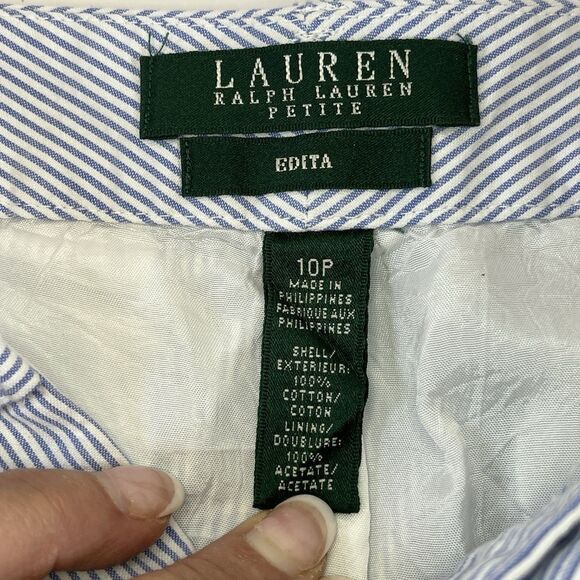 LAUREN
RALPH LAUREN
PETITE
EDITA
10P
MADE IN
PHILIPPINES
FABRIQUE AUX
PHILIPPINES
SHELL/
EXTERIEUR:
100%
COTTON/
COTON
LINING/
DOUBLURE:
100%
ACETATE/
ACETATE